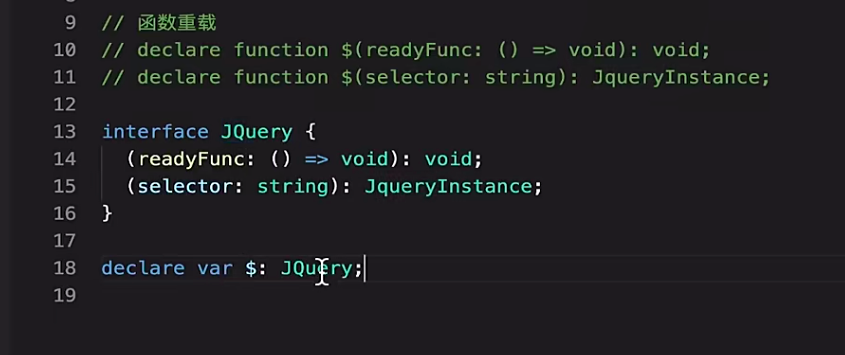 9 // 函数重载
10 // declare function $(readyFunc: () => void): void;
11 // declare function $(selector: string): JqueryInstance;
12
13 interface JQuery {
14 (readyFunc: () => void): void;
15 (selector: string): JqueryInstance;
16 }
17
18 declare var $: JQuery;
19